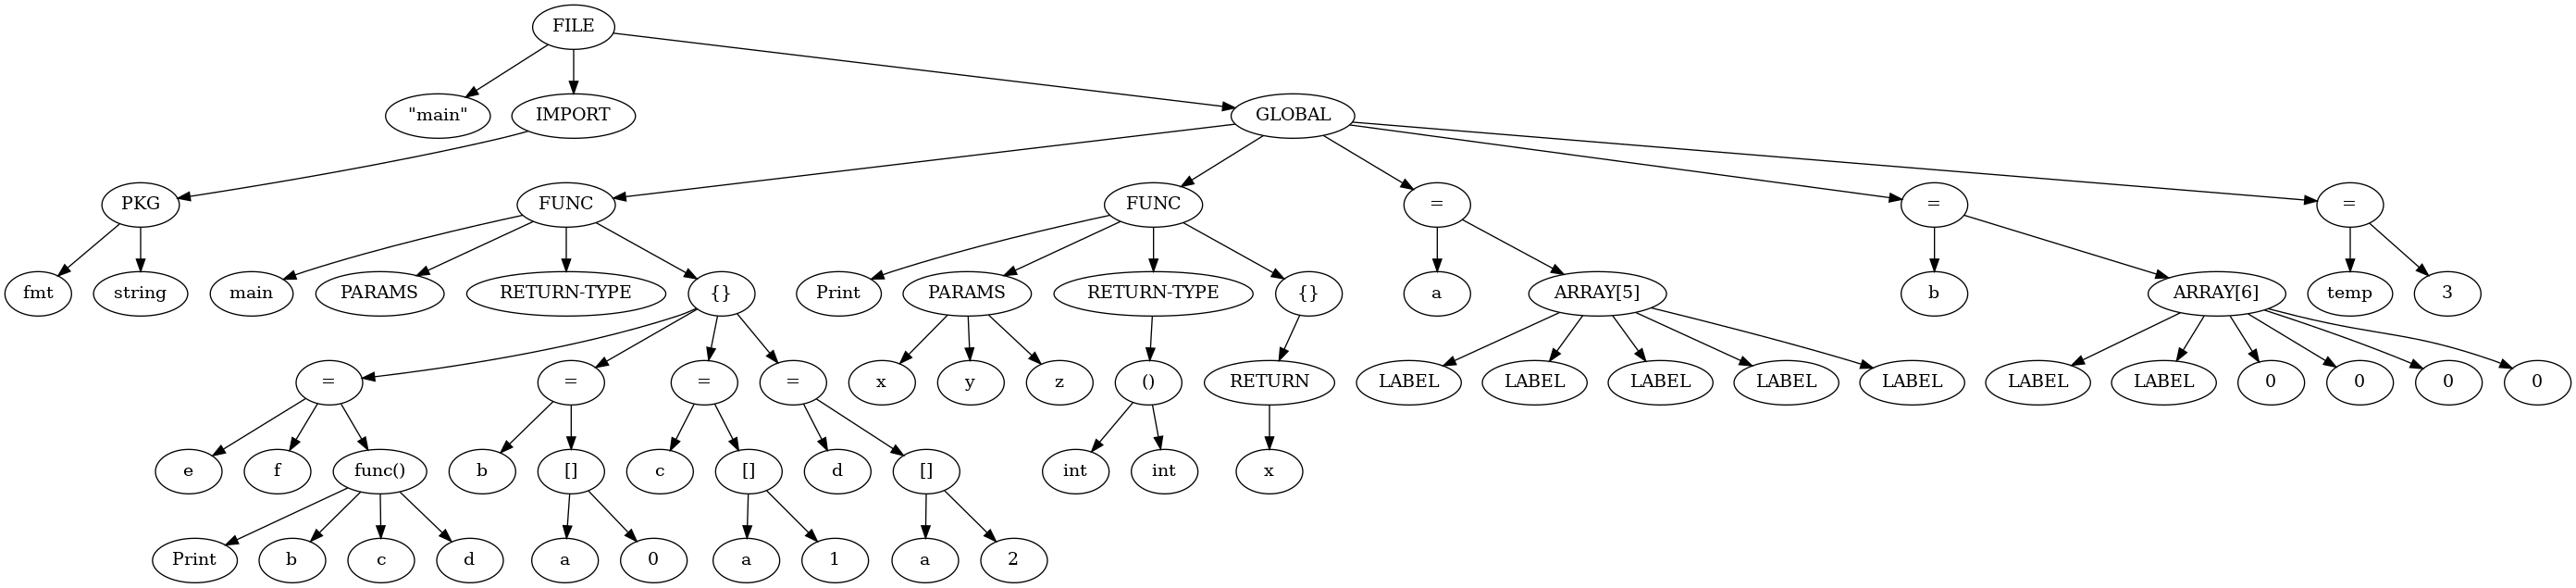 FILE
"main" IMPORT GLOBAL
PKG FUNC FUNC = = =
fmt string main PARAMS RETURN-TYPE {} Print PARAMS RETURN-TYPE {} a ARRAY[5] b ARRAY[6] temp 3
= = = = x y z () RETURN LABEL LABEL LABEL LABEL LABEL LABEL LABEL 0 0 0 0
e f func() b [] c [] d [] int int x
Print b c d a 0 a 1 a 2